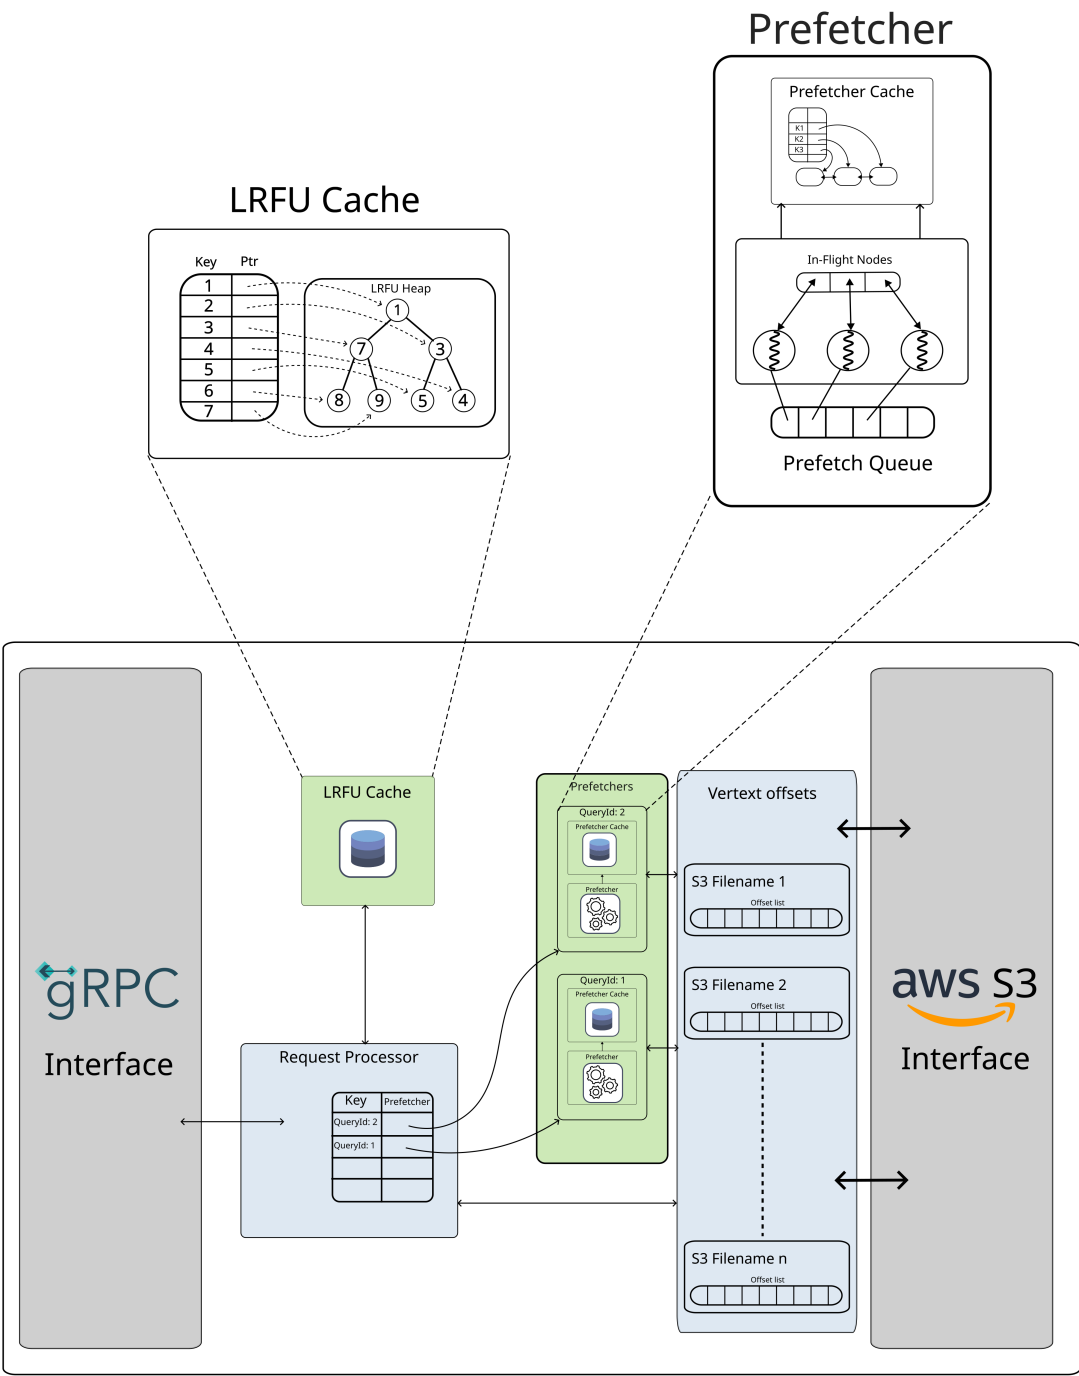 Prefetcher
Prefetcher Cache
K1
K2
K3
In-Flight Nodes
Prefetch Queue
LRFU Cache
Key Ptr
1
2
3
4
5
6
7
LRFU Heap
1
7 3
8 9 5 4
gRPC
Interface
LRFU Cache
Request Processor
Key Prefetcher
QueryId: 2
QueryId: 1
Prefetchers
QueryId: 2
Prefetcher Cache
Prefetcher
QueryId: 1
Prefetcher Cache
Prefetcher
Vertext offsets
S3 Filename 1
Offset list
S3 Filename 2
Offset list
S3 Filename n
Offset list
aws S3
Interface